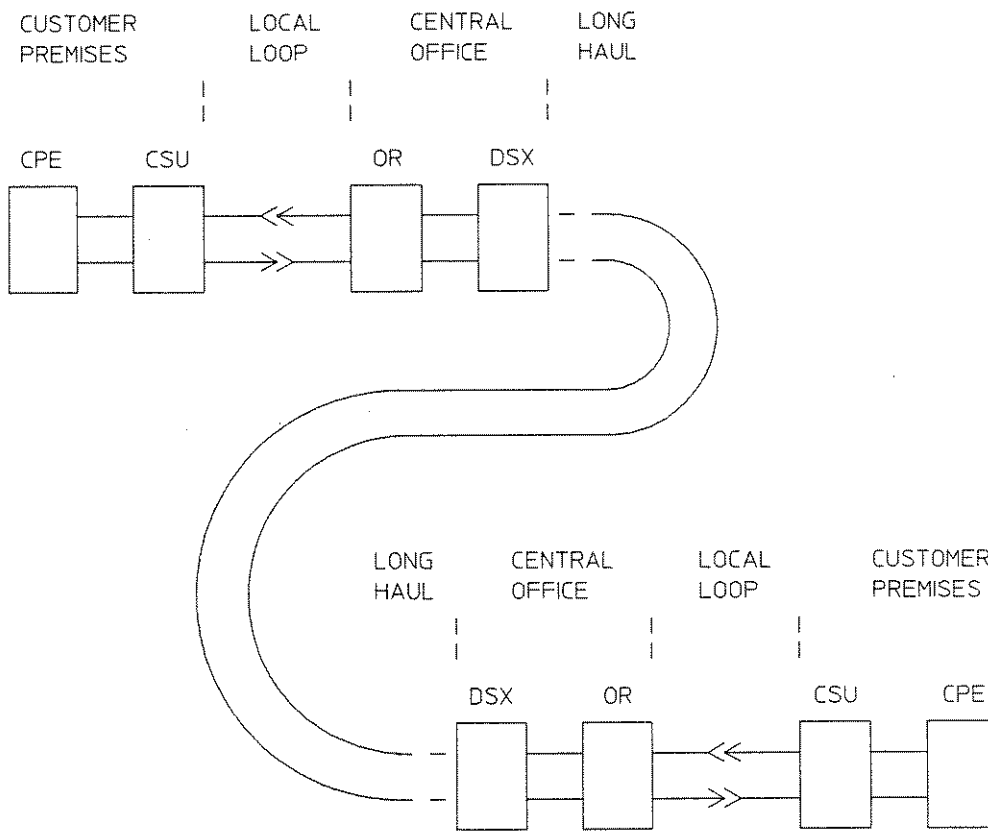 CUSTOMER PREMISES
LOCAL LOOP
CENTRAL OFFICE
LONG HAUL
CPE
CSU
OR
DSX
LONG HAUL
CENTRAL OFFICE
LOCAL LOOP
CUSTOMER PREMISES
DSX
OR
CSU
CPE